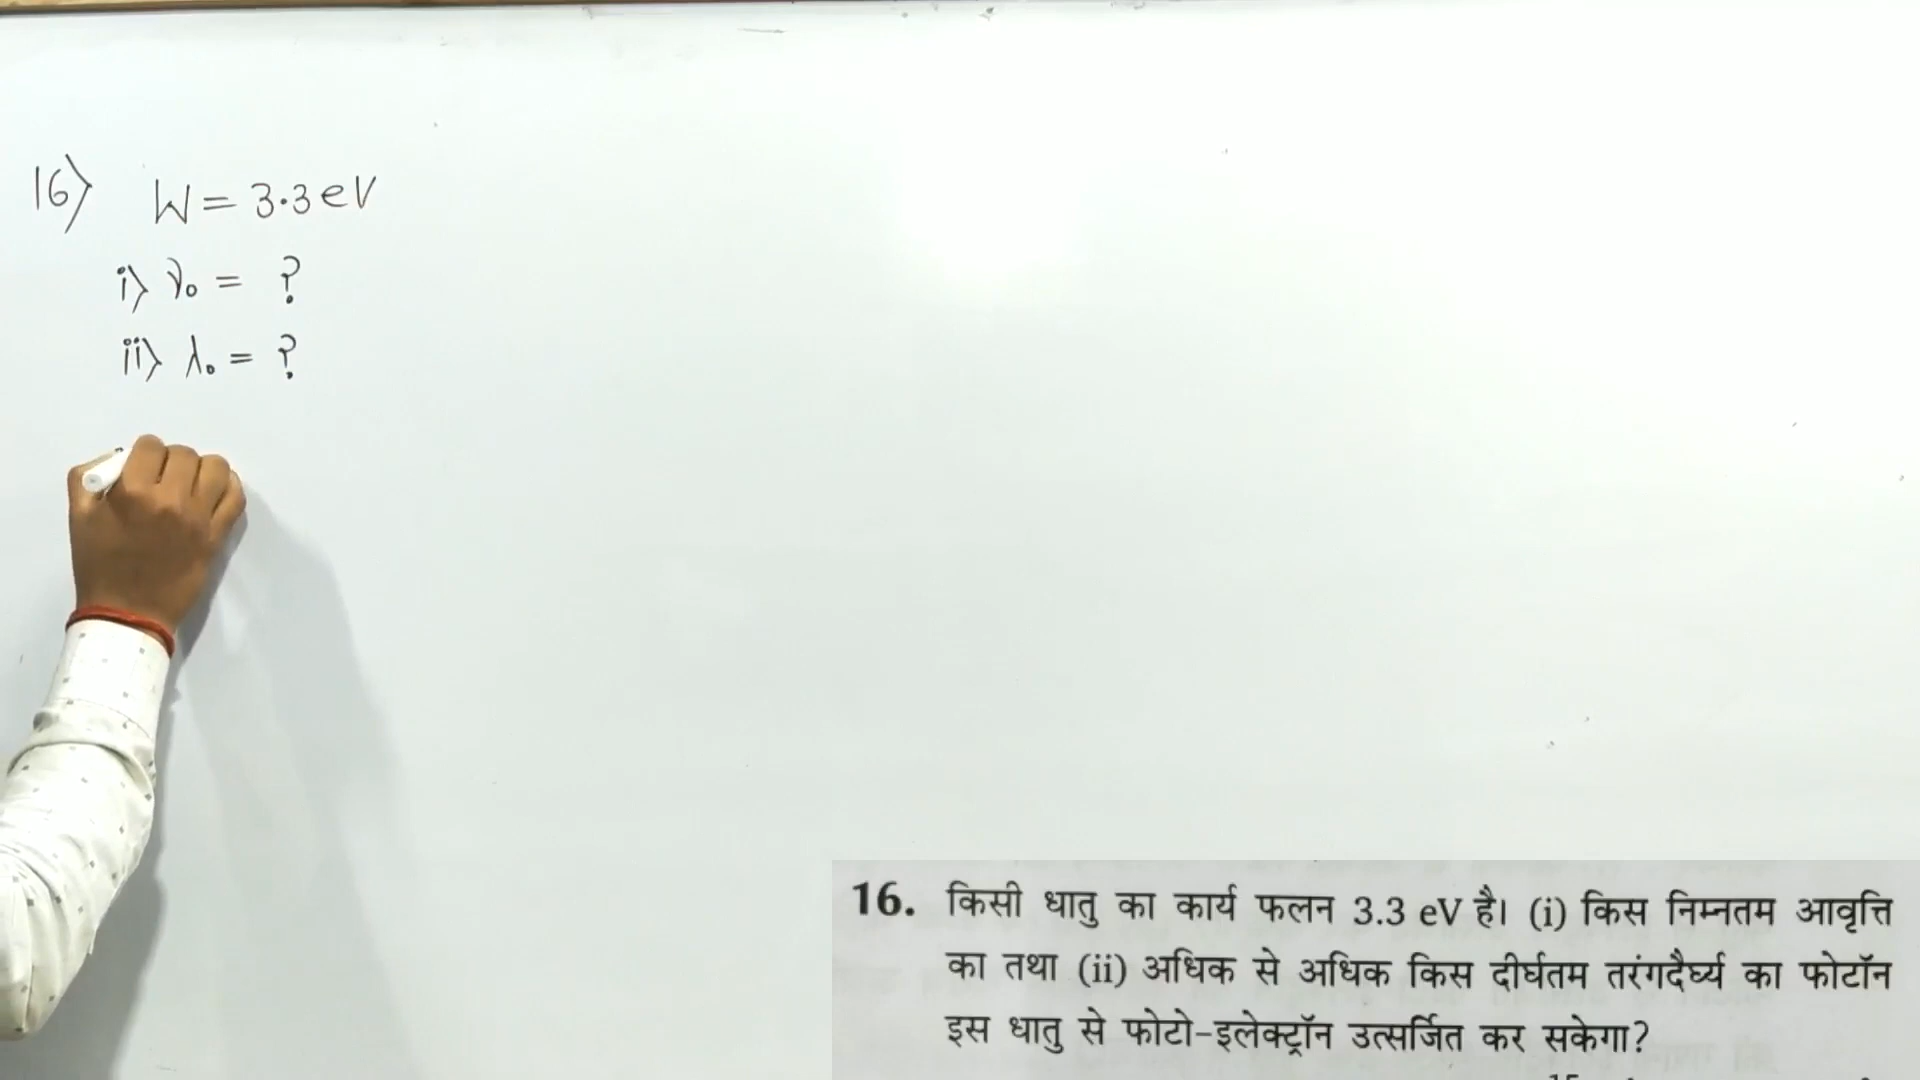 16) W = 3.3 eV
i) ν₀ = ?
ii) λ₀ = ?
16. किसी धातु का कार्य फलन 3.3 eV है। (i) किस निम्नतम आवृत्ति
का तथा (ii) अधिक से अधिक किस दीर्घतम तरंगदैर्घ्य का फोटॉन
इस धातु से फोटो-इलेक्ट्रॉन उत्सर्जित कर सकेगा?